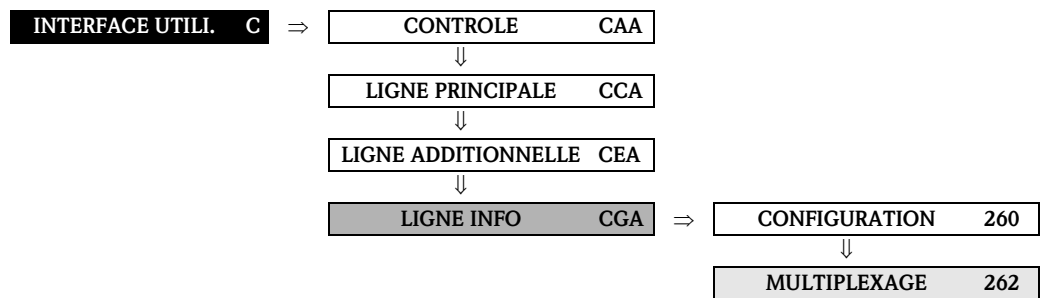 INTERFACE UTILI. C ⇒ CONTROLE CAA
⇓
LIGNE PRINCIPALE CCA
⇓
LIGNE ADDITIONNELLE CEA
⇓
LIGNE INFO CGA ⇒ CONFIGURATION 260
⇓
MULTIPLEXAGE 262